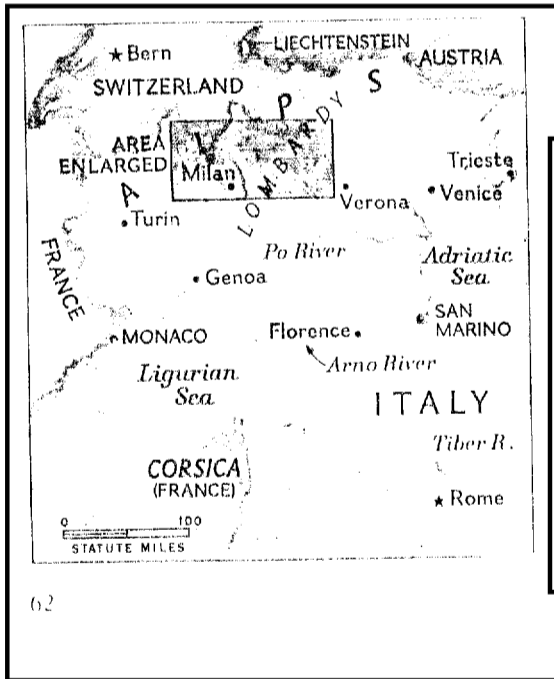 LIECHTENSTEIN
★ Bern
AUSTRIA
SWITZERLAND
ALPS
LOMBARDY
AREA
ENLARGED
Milan
Trieste
Venice
Verona
Turin
Po River
Adriatic
Sea
FRANCE
Genoa
SAN
MARINO
MONACO
Florence
Arno River
Ligurian
Sea
ITALY
Tiber R.
CORSICA
(FRANCE)
★ Rome
0 100
STATUTE MILES
62